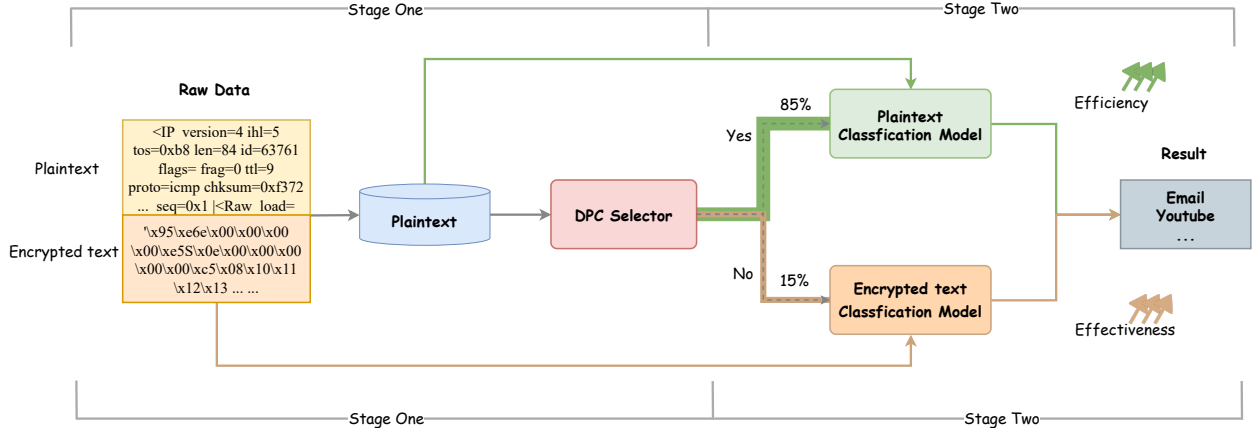 Stage One
Stage Two
Raw Data
Plaintext
<IP version=4 ihl=5
tos=0xb8 len=84 id=63761
flags= frag=0 ttl=9
proto=icmp chksum=0xf372
... seq=0x1 |<Raw load=
Encrypted text
'\x95\xe6e\x00\x00\x00
\x00\xe5S\x0e\x00\x00\x00
\x00\x00\xc5\x08\x10\x11
\x12\x13 ... ...
Plaintext
DPC Selector
Yes
85%
No
15%
Plaintext
Classfication Model
Encrypted text
Classfication Model
Efficiency
Result
Email
Youtube
...
Effectiveness
Stage One
Stage Two